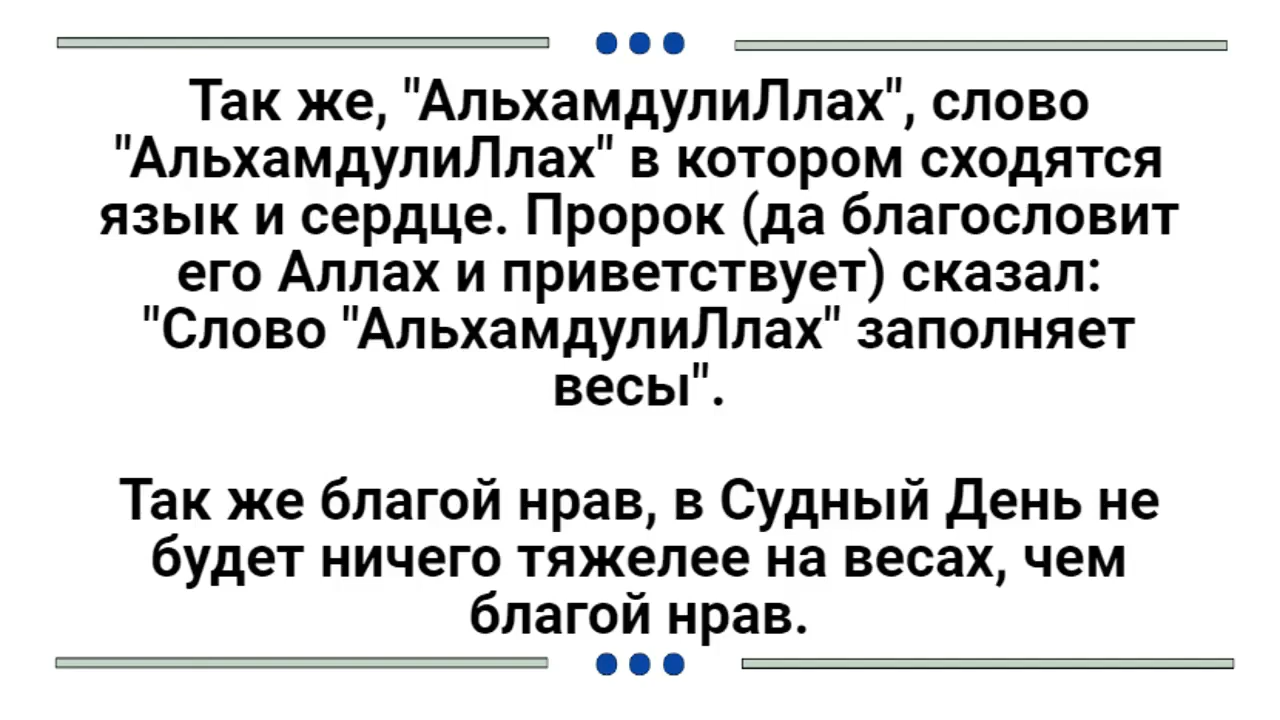 Так же, "АльхамдулиЛлах", слово
"АльхамдулиЛлах" в котором сходятся
язык и сердце. Пророк (да благословит
его Аллах и приветствует) сказал:
"Слово "АльхамдулиЛлах" заполняет
весы".
Так же благой нрав, в Судный День не
будет ничего тяжелее на весах, чем
благой нрав.